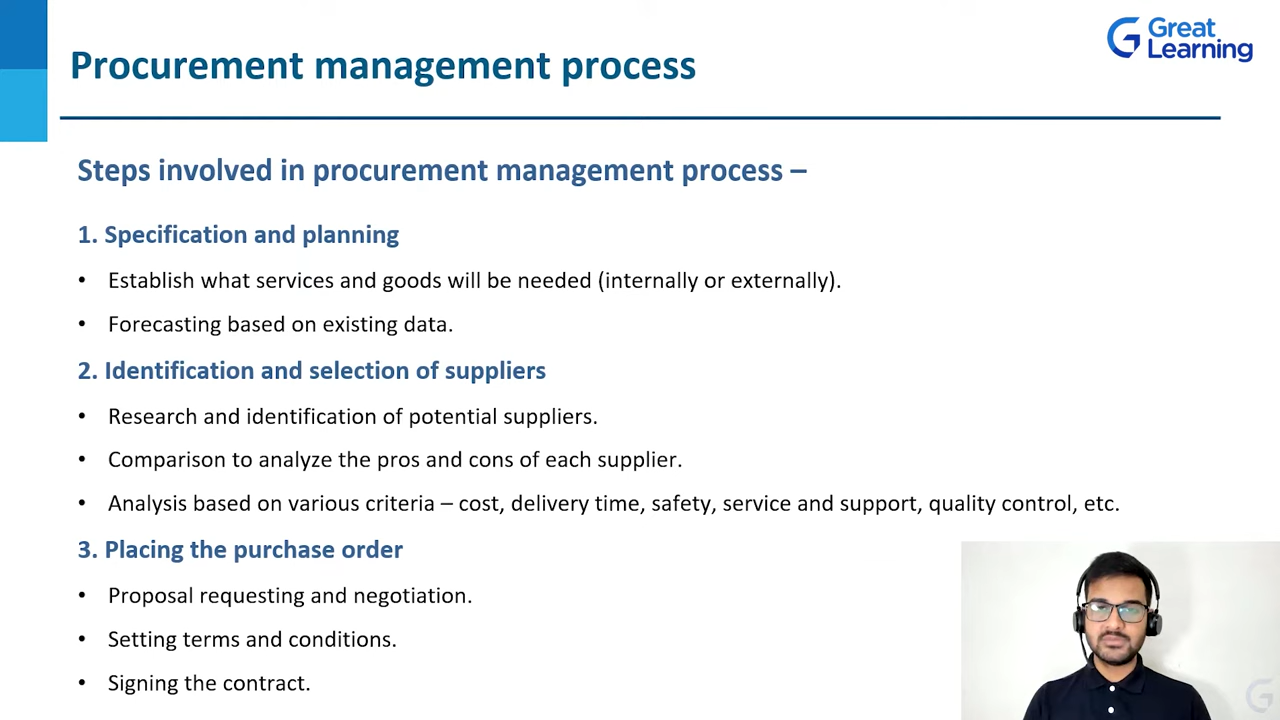 Procurement management process
Great
Learning
Steps involved in procurement management process –
1. Specification and planning
• Establish what services and goods will be needed (internally or externally).
• Forecasting based on existing data.
2. Identification and selection of suppliers
• Research and identification of potential suppliers.
• Comparison to analyze the pros and cons of each supplier.
• Analysis based on various criteria – cost, delivery time, safety, service and support, quality control, etc.
3. Placing the purchase order
• Proposal requesting and negotiation.
• Setting terms and conditions.
• Signing the contract.